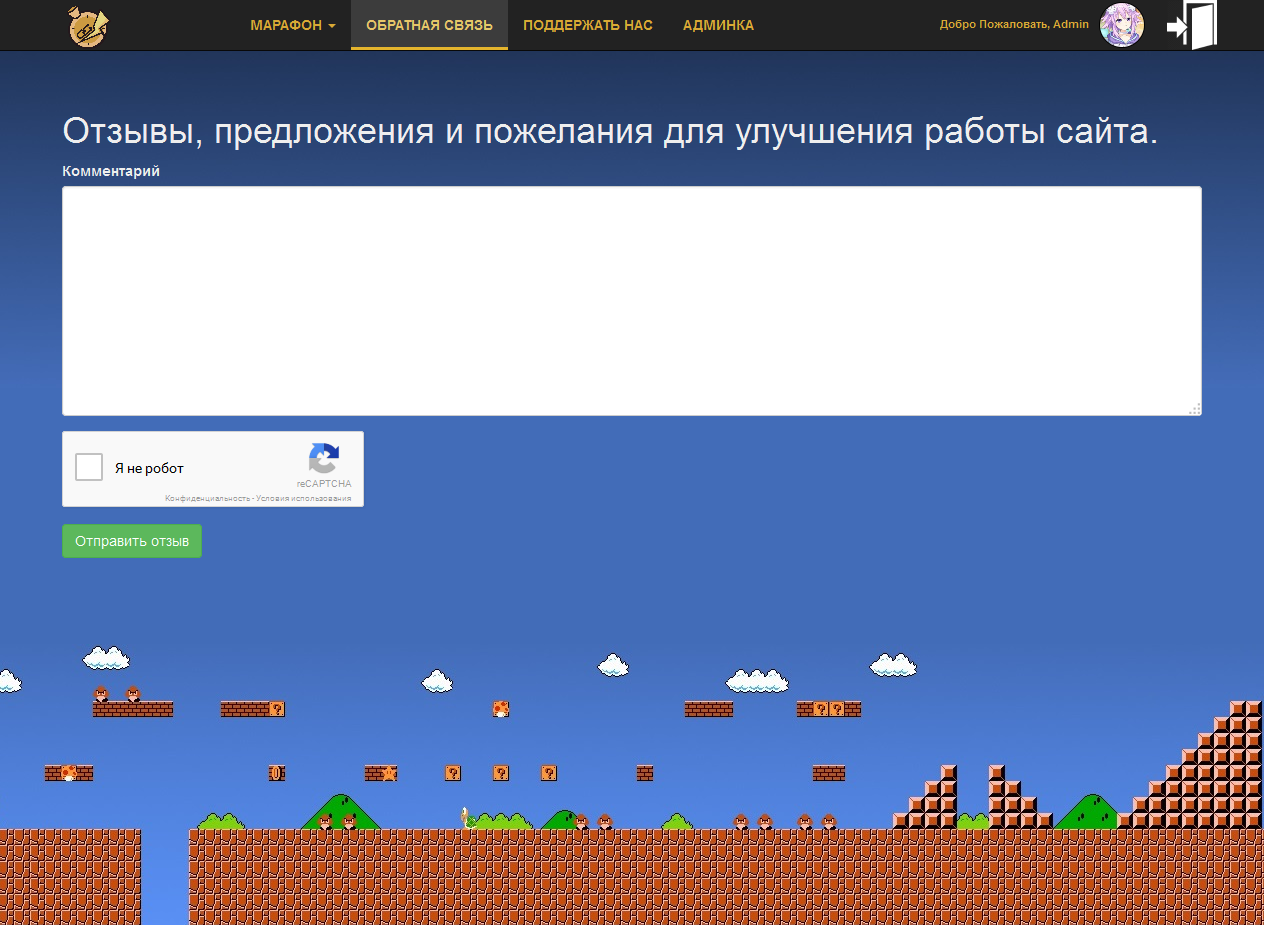 МАРАФОН ОБРАТНАЯ СВЯЗЬ ПОДДЕРЖАТЬ НАС АДМИНКА Добро Пожаловать, Admin
Отзывы, предложения и пожелания для улучшения работы сайта.
Комментарий
Я не робот
reCAPTCHA
Конфиденциальность - Условия использования
Отправить отзыв
? 
? ?
? ? ?